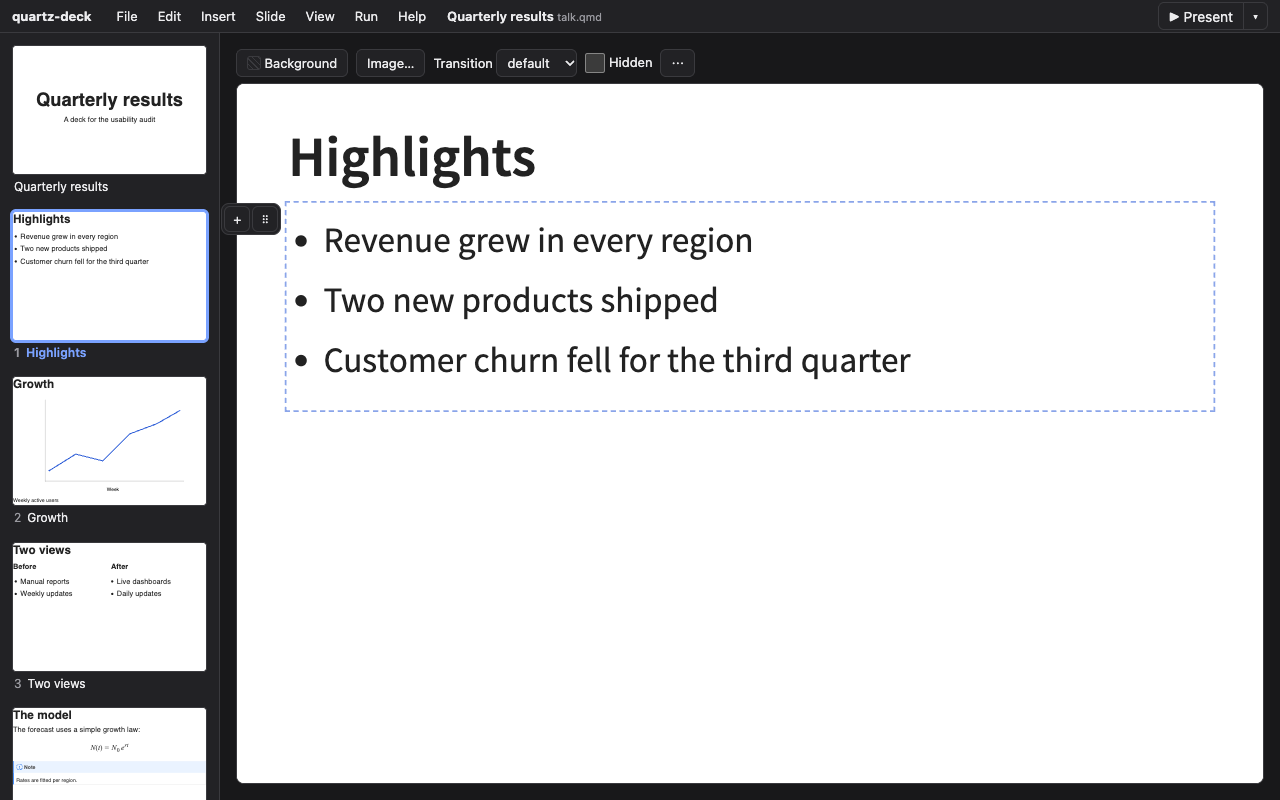 quartz-deck File Edit Insert Slide View Run Help Quarterly results talk.qmd ▶ Present ▾
Background Image... Transition default Hidden ···
Quarterly results
A deck for the usability audit
Quarterly results
Highlights
• Revenue grew in every region
• Two new products shipped
• Customer churn fell for the third quarter
1 Highlights
Growth
Week
Weekly active users
2 Growth
Two views
Before After
• Manual reports • Live dashboards
• Weekly updates • Daily updates
3 Two views
The model
The forecast uses a simple growth law:
N(t) = N₀ eʳᵗ
Note
Rates are fitted per region.
Highlights
+
• Revenue grew in every region
• Two new products shipped
• Customer churn fell for the third quarter